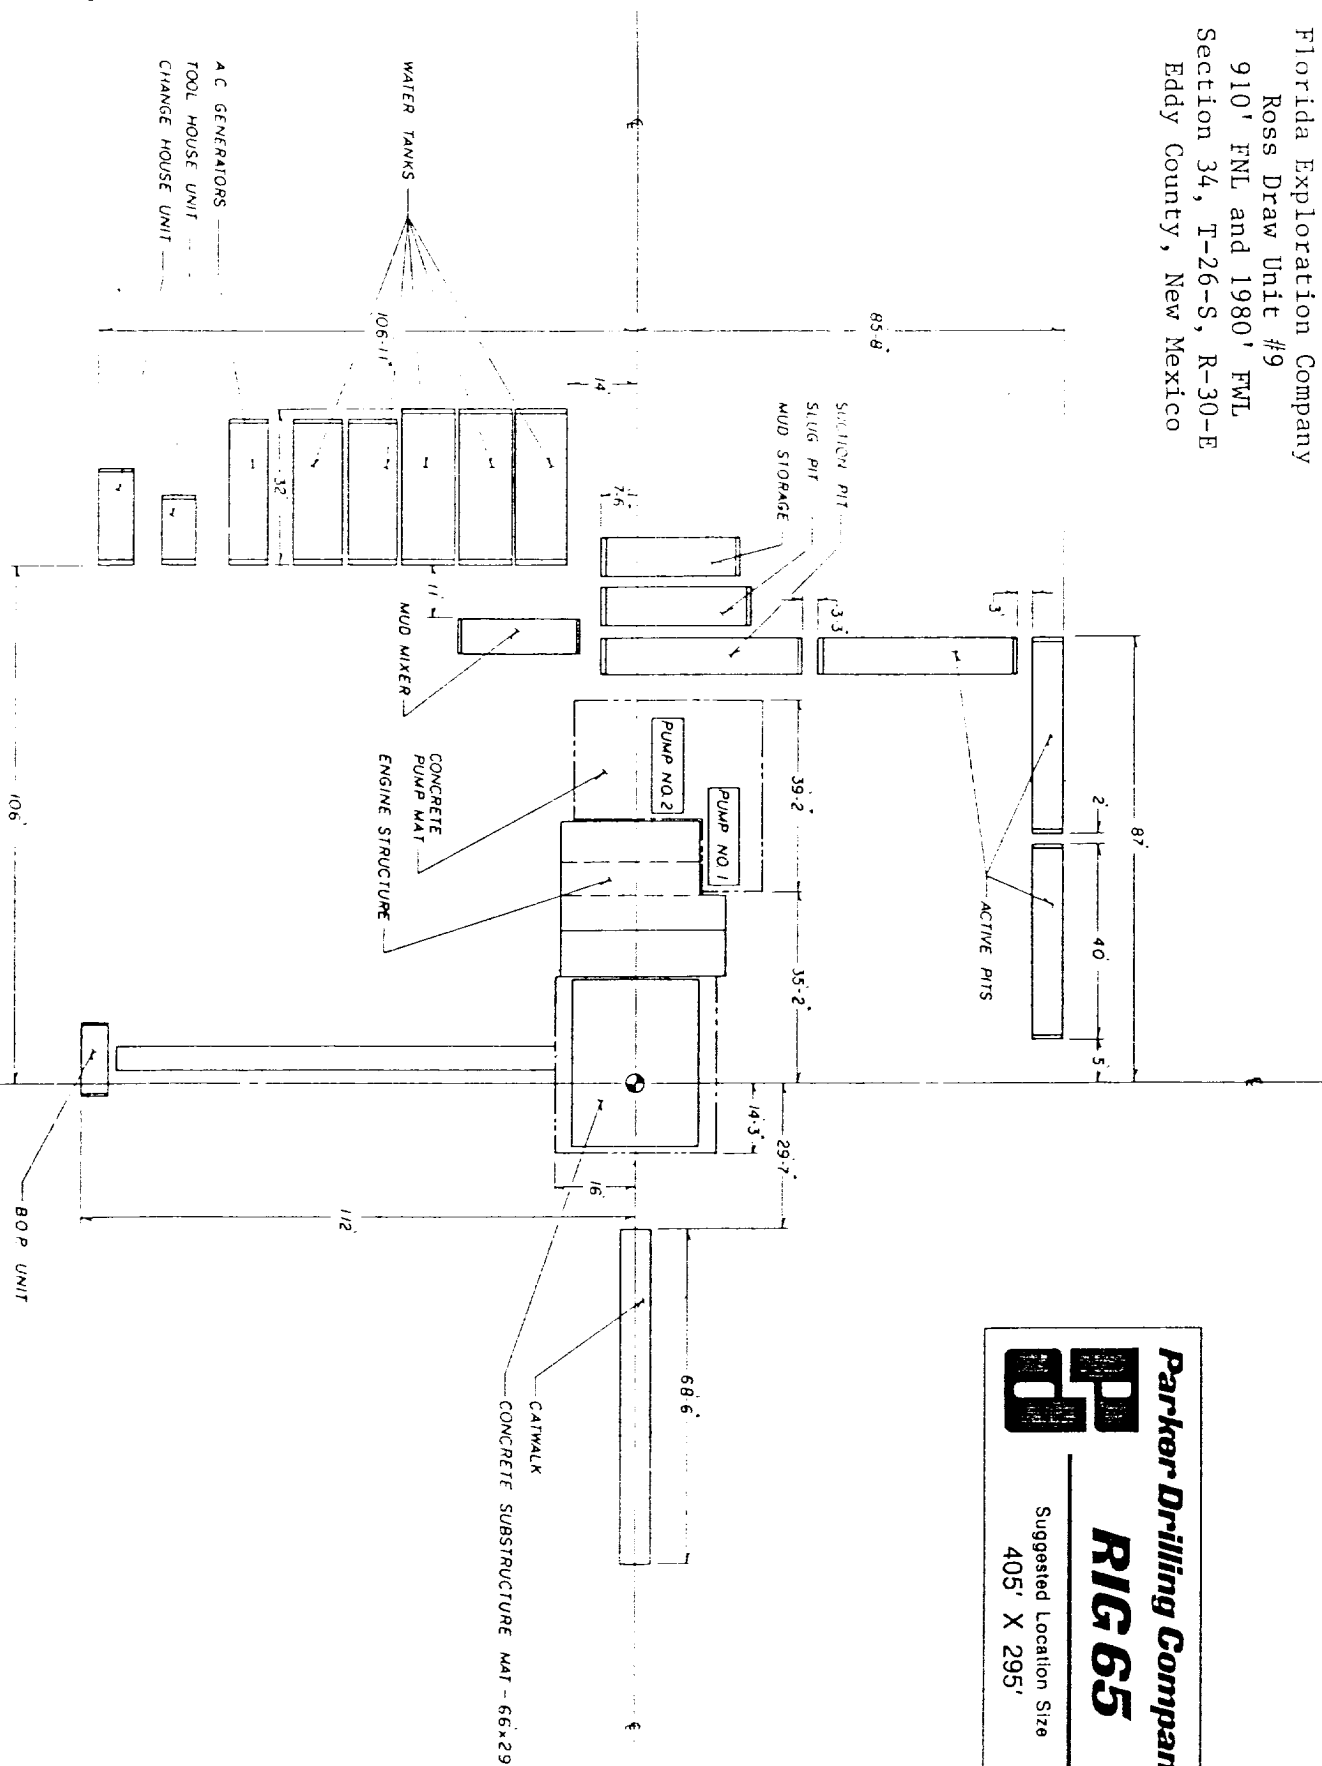 Florida Exploration Company
Ross Draw Unit #9
910' FNL and 1980' FWL
Section 34, T-26-S, R-30-E
Eddy County, New Mexico
Parker Drilling Compan
RIG 65
Suggested Location Size
405' X 295'
87'
2'
40'
5'
ACTIVE PITS
3'
85'-8"
3'-3"
SUCTION PIT
SLUG PIT
MUD STORAGE
7'-6"
14'
39'-2"
35'-2"
29'-7"
14'-3"
PUMP NO. 1
PUMP NO. 2
68'-6"
CATWALK
CONCRETE SUBSTRUCTURE MAT - 66'x29
16'
112'
CONCRETE
PUMP MAT
ENGINE STRUCTURE
MUD MIXER
11'
WATER TANKS
106'-11"
32'
A C GENERATORS
TOOL HOUSE UNIT
CHANGE HOUSE UNIT
106'
BOP UNIT